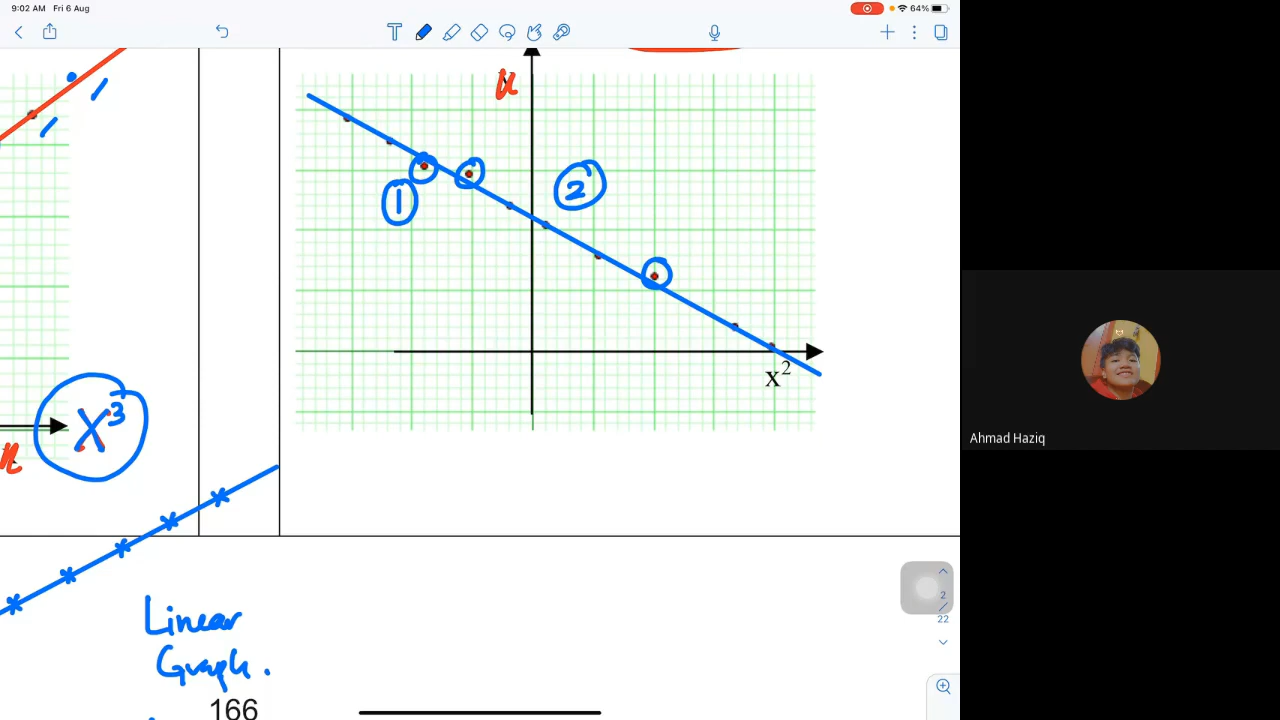 9:02 AM Fri 6 Aug
64%
T
1
2
x²
X³
Linear
Graph.
166
2
22
Ahmad Haziq